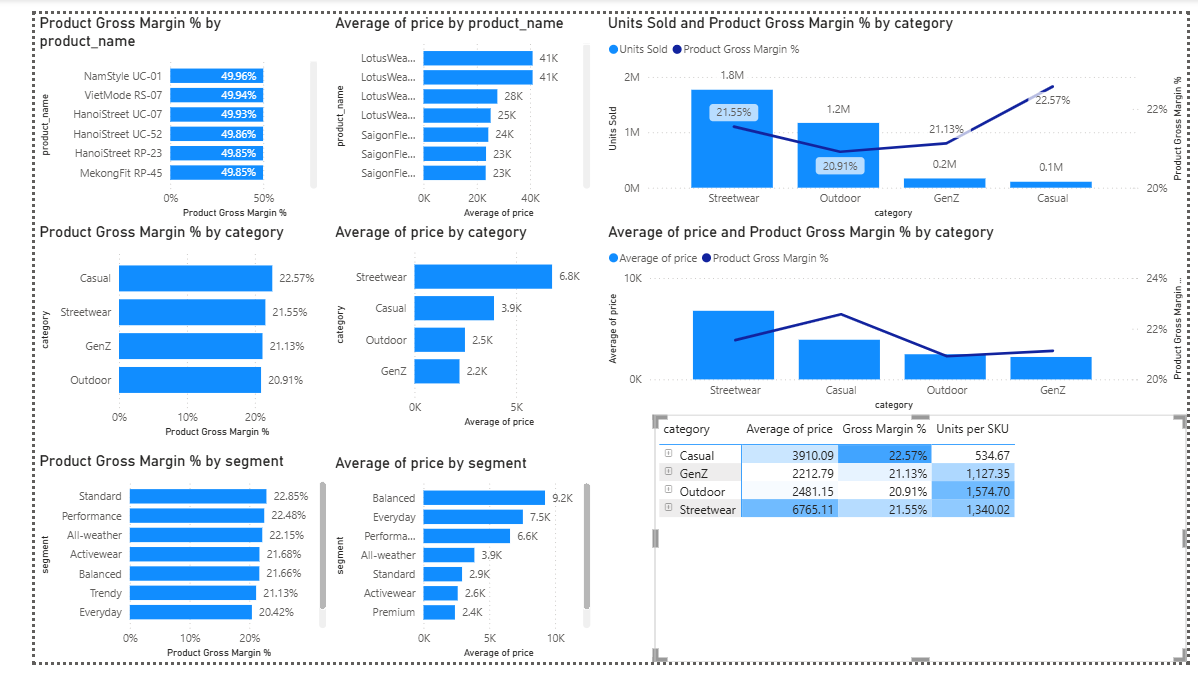 Product Gross Margin % by
product_name
product_name
NamStyle UC-01 49.96%
VietMode RS-07 49.94%
HanoiStreet UC-07 49.93%
HanoiStreet UC-52 49.86%
HanoiStreet RP-23 49.85%
MekongFit RP-45 49.85%
0% 50%
Product Gross Margin %
Average of price by product_name
product_name
LotusWea... 41K
LotusWea... 41K
LotusWea... 28K
LotusWea... 25K
SaigonFle... 24K
SaigonFle... 23K
SaigonFle... 23K
0K 20K 40K
Average of price
Units Sold and Product Gross Margin % by category
Units Sold Product Gross Margin %
Units Sold
2M
1M
0M
1.8M
1.2M
0.2M
0.1M
21.55%
20.91%
21.13%
22.57%
22%
20%
Product Gross Margin %
Streetwear Outdoor GenZ Casual
category
Product Gross Margin % by category
category
Casual 22.57%
Streetwear 21.55%
GenZ 21.13%
Outdoor 20.91%
0% 10% 20%
Product Gross Margin %
Average of price by category
category
Streetwear 6.8K
Casual 3.9K
Outdoor 2.5K
GenZ 2.2K
0K 5K
Average of price
Average of price and Product Gross Margin % by category
Average of price Product Gross Margin %
Average of price
10K
0K
24%
22%
20%
Product Gross Margin ...
Streetwear Casual Outdoor GenZ
category
Product Gross Margin % by segment
segment
Standard 22.85%
Performance 22.48%
All-weather 22.15%
Activewear 21.68%
Balanced 21.66%
Trendy 21.13%
Everyday 20.42%
0% 10% 20%
Product Gross Margin %
Average of price by segment
segment
Balanced 9.2K
Everyday 7.5K
Performa... 6.6K
All-weather 3.9K
Standard 2.9K
Activewear 2.6K
Premium 2.4K
0K 5K 10K
Average of price
category Average of price Gross Margin % Units per SKU
Casual 3910.09 22.57% 534.67
GenZ 2212.79 21.13% 1,127.35
Outdoor 2481.15 20.91% 1,574.70
Streetwear 6765.11 21.55% 1,340.02